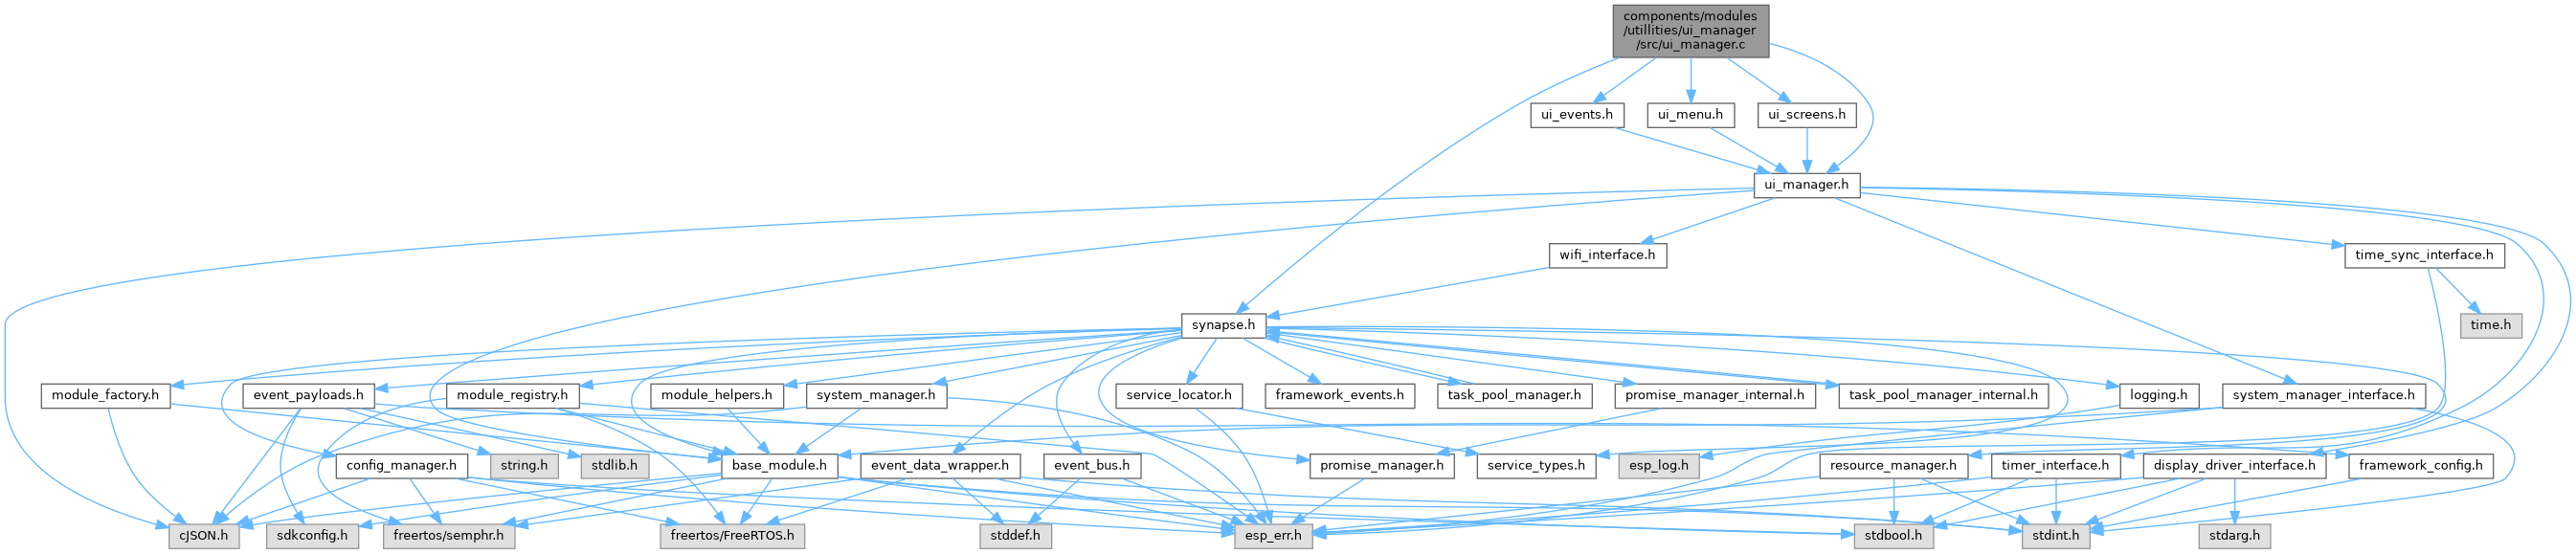 components/modules
/utillities/ui_manager
/src/ui_manager.c
ui_events.h
ui_menu.h
ui_screens.h
ui_manager.h
wifi_interface.h
time_sync_interface.h
synapse.h
time.h
module_factory.h
event_payloads.h
module_registry.h
module_helpers.h
system_manager.h
service_locator.h
framework_events.h
task_pool_manager.h
promise_manager_internal.h
task_pool_manager_internal.h
logging.h
system_manager_interface.h
config_manager.h
string.h
stdlib.h
base_module.h
event_data_wrapper.h
event_bus.h
promise_manager.h
service_types.h
esp_log.h
resource_manager.h
timer_interface.h
display_driver_interface.h
framework_config.h
cJSON.h
sdkconfig.h
freertos/semphr.h
freertos/FreeRTOS.h
stddef.h
esp_err.h
stdbool.h
stdint.h
stdarg.h